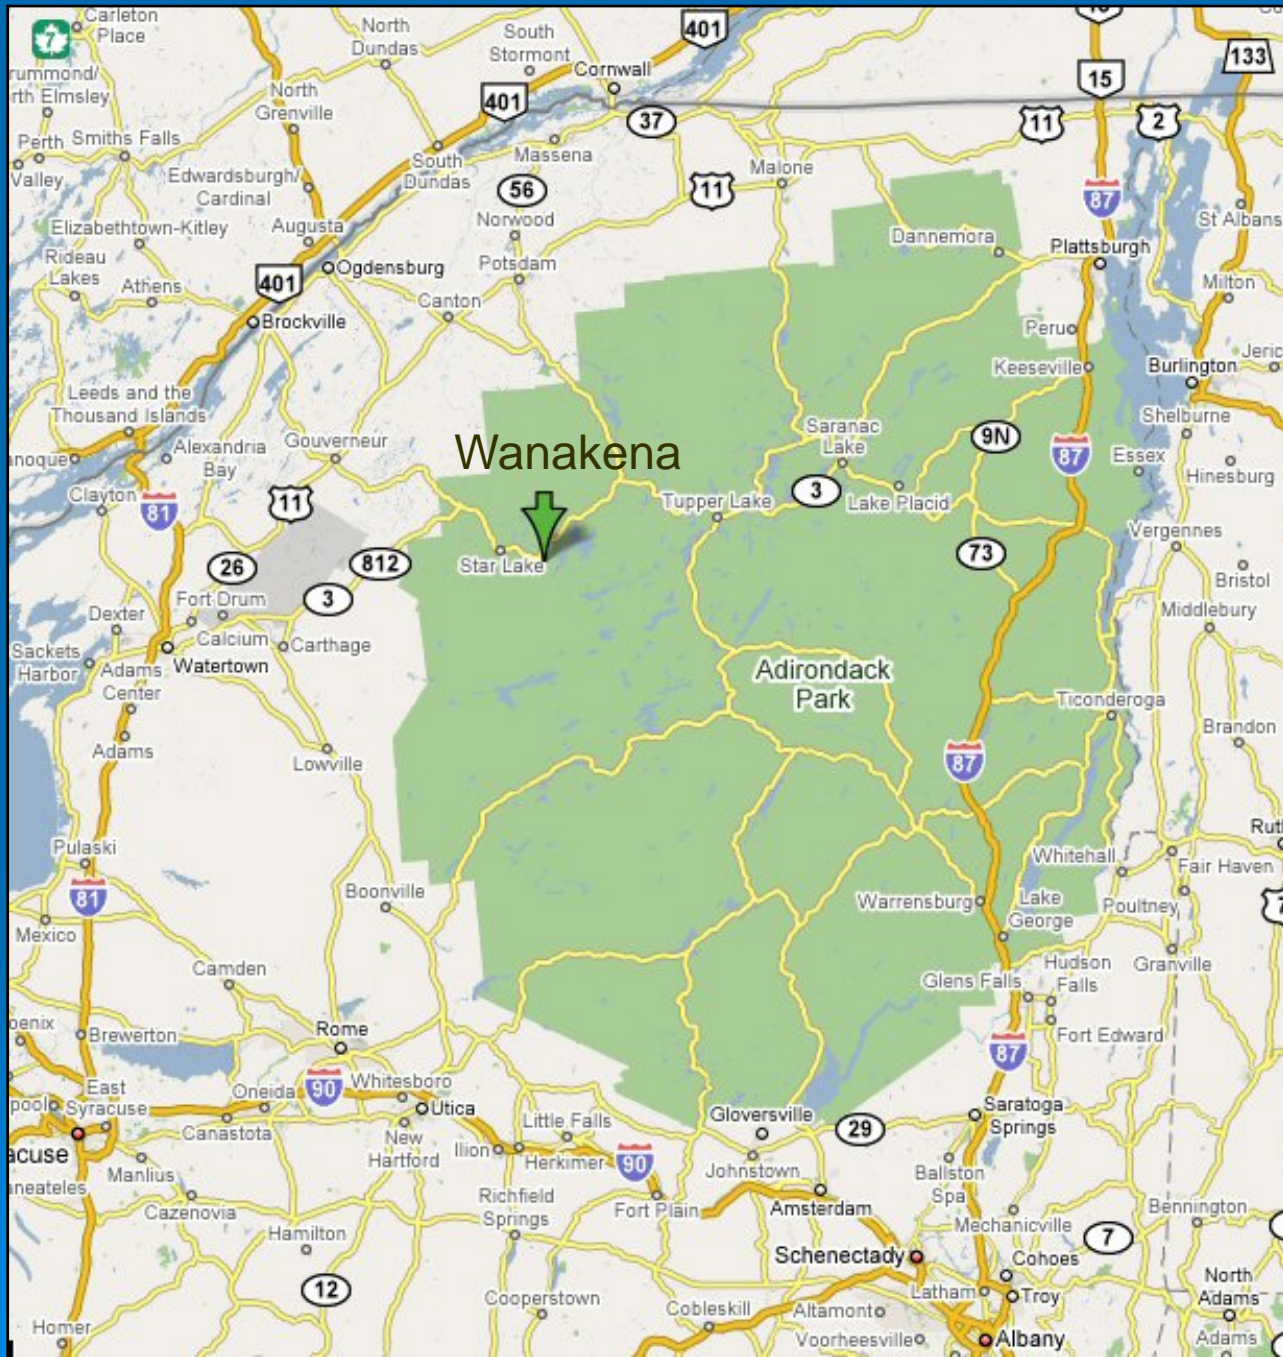 Carleton
Place
7
North
Dundas
South
Stormont
401
Cornwall
15
133
rummond/
rth Elmsley
North
Grenville
401
37
11
2
Perth
Smiths Falls
Valley
South
Dundas
Massena
Malone
Edwardsburgh/
Cardinal
56
11
87
Elizabethtown-Kitley
Augusta
Norwood
Dannemora
Plattsburgh
St Albans
Rideau
Lakes
Athens
401
Ogdensburg
Potsdam
Milton
Canton
Brockville
Peru
Keeseville
Burlington
Jeric
Leeds and the
Thousand Islands
Shelburne
anoque
Alexandria
Bay
Gouverneur
Wanakena
Saranac
Lake
9N
87
Essex
Hinesburg
Clayton
81
11
Tupper Lake
3
Lake Placid
Vergennes
26
812
Star Lake
73
Bristol
Dexter
Fort Drum
3
Middlebury
Sackets
Harbor
Calcium
Carthage
Adams
Center
Watertown
Adirondack
Park
Ticonderoga
Adams
Lowville
87
Brandon
Pulaski
Rutl
Whitehall
Fair Haven
81
Boonville
Warrensburg
Lake
George
Poultney
7
Mexico
Camden
Glens Falls
Hudson
Falls
Granville
oenix
Brewerton
Rome
87
Fort Edward
pool
East
Syracuse
Oneida
90
Whitesboro
Utica
Gloversville
29
Saratoga
Springs
Canastota
New
Hartford
Ilion
Little Falls
Herkimer
90
Johnstown
acuse
Manlius
aneateles
Ballston
Spa
Cazenovia
Richfield
Springs
Fort Plain
Amsterdam
Bennington
Hamilton
Mechanicville
7
Schenectady
Cohoes
12
Cooperstown
Latham
Troy
North
Adams
Homer
Cobleskill
Altamont
Voorheesville
Albany
Adams